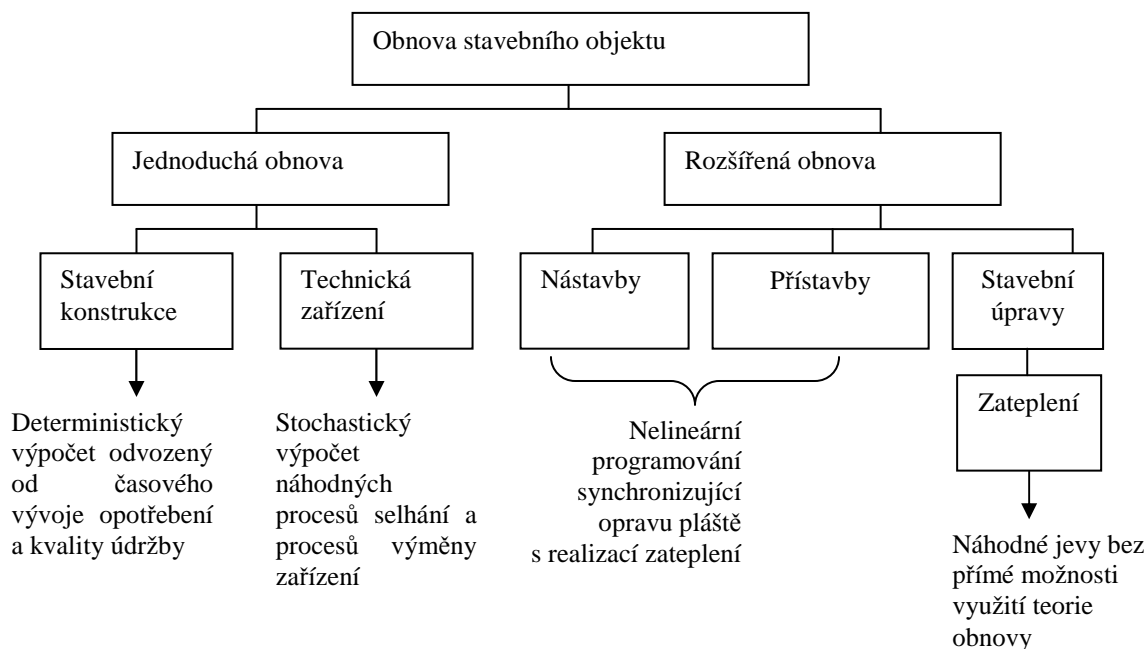 Obnova stavebního objektu
Jednoduchá obnova
Rozšířená obnova
Stavební
konstrukce
Technická
zařízení
Nástavby
Přístavby
Stavební
úpravy
Zateplení
Deterministický
výpočet odvozený
od časového
vývoje opotřebení
a kvality údržby
Stochastický
výpočet
náhodných
procesů selhání a
procesů výměny
zařízení
Nelineární
programování
synchronizující
opravu pláště
s realizací zateplení
Náhodné jevy bez
přímé možnosti
využití teorie
obnovy